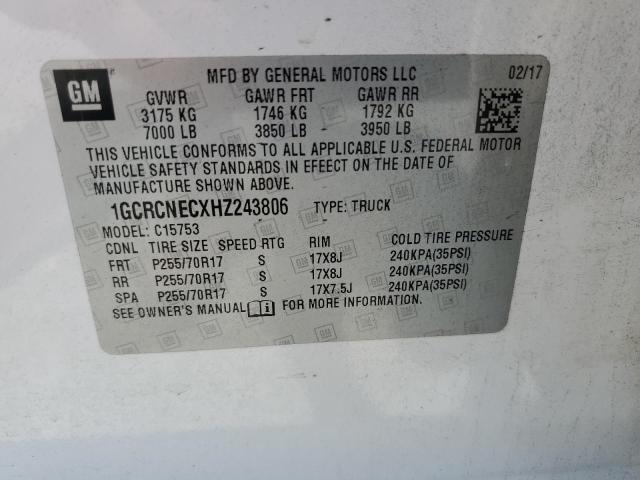 GM MFD BY GENERAL MOTORS LLC 02/17
GVWR GAWR FRT GAWR RR
3175 KG 1746 KG 1792 KG
7000 LB 3850 LB 3950 LB
THIS VEHICLE CONFORMS TO ALL APPLICABLE U.S. FEDERAL MOTOR
VEHICLE SAFETY STANDARDS IN EFFECT ON THE DATE OF
MANUFACTURE SHOWN ABOVE.
1GCRCNECXHZ243806 TYPE: TRUCK
MODEL: C15753
CDNL TIRE SIZE SPEED RTG RIM COLD TIRE PRESSURE
FRT P255/70R17 S 17X8J 240KPA(35PSI)
RR P255/70R17 S 17X8J 240KPA(35PSI)
SPA P255/70R17 S 17X7.5J 240KPA(35PSI)
SEE OWNER'S MANUAL FOR MORE INFORMATION.